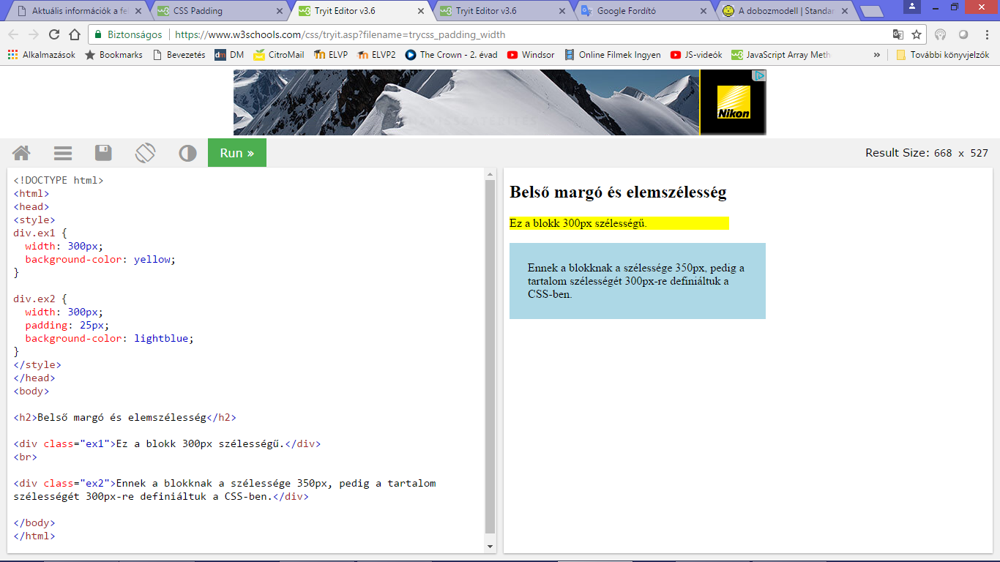 Aktuális információk a fel
CSS Padding
Tryit Editor v3.6
Tryit Editor v3.6
Google Fordító
A dobozmodell | Standar
Biztonságos
https://www.w3schools.com/css/tryit.asp?filename=trycss_padding_width
Alkalmazások
Bookmarks
Bevezetés
dm DM
CitroMail
ELVP
ELVP2
The Crown - 2. évad
Windsor
Online Filmek Ingyen
JS-videók
JavaScript Array Meth
»
További könyvjelzők
Nikon
Run »
Result Size: 668 x 527
<!DOCTYPE html>
<html>
<head>
<style>
div.ex1 {
  width: 300px;
  background-color: yellow;
}
div.ex2 {
  width: 300px;
  padding: 25px;
  background-color: lightblue;
}
</style>
</head>
<body>
<h2>Belső margó és elemszélesség</h2>
<div class="ex1">Ez a blokk 300px szélességű.</div>
<br>
<div class="ex2">Ennek a blokknak a szélessége 350px, pedig a tartalom
szélességét 300px-re definiáltuk a CSS-ben.</div>
</body>
</html>
Belső margó és elemszélesség
Ez a blokk 300px szélességű.
Ennek a blokknak a szélessége 350px, pedig a
tartalom szélességét 300px-re definiáltuk a
CSS-ben.